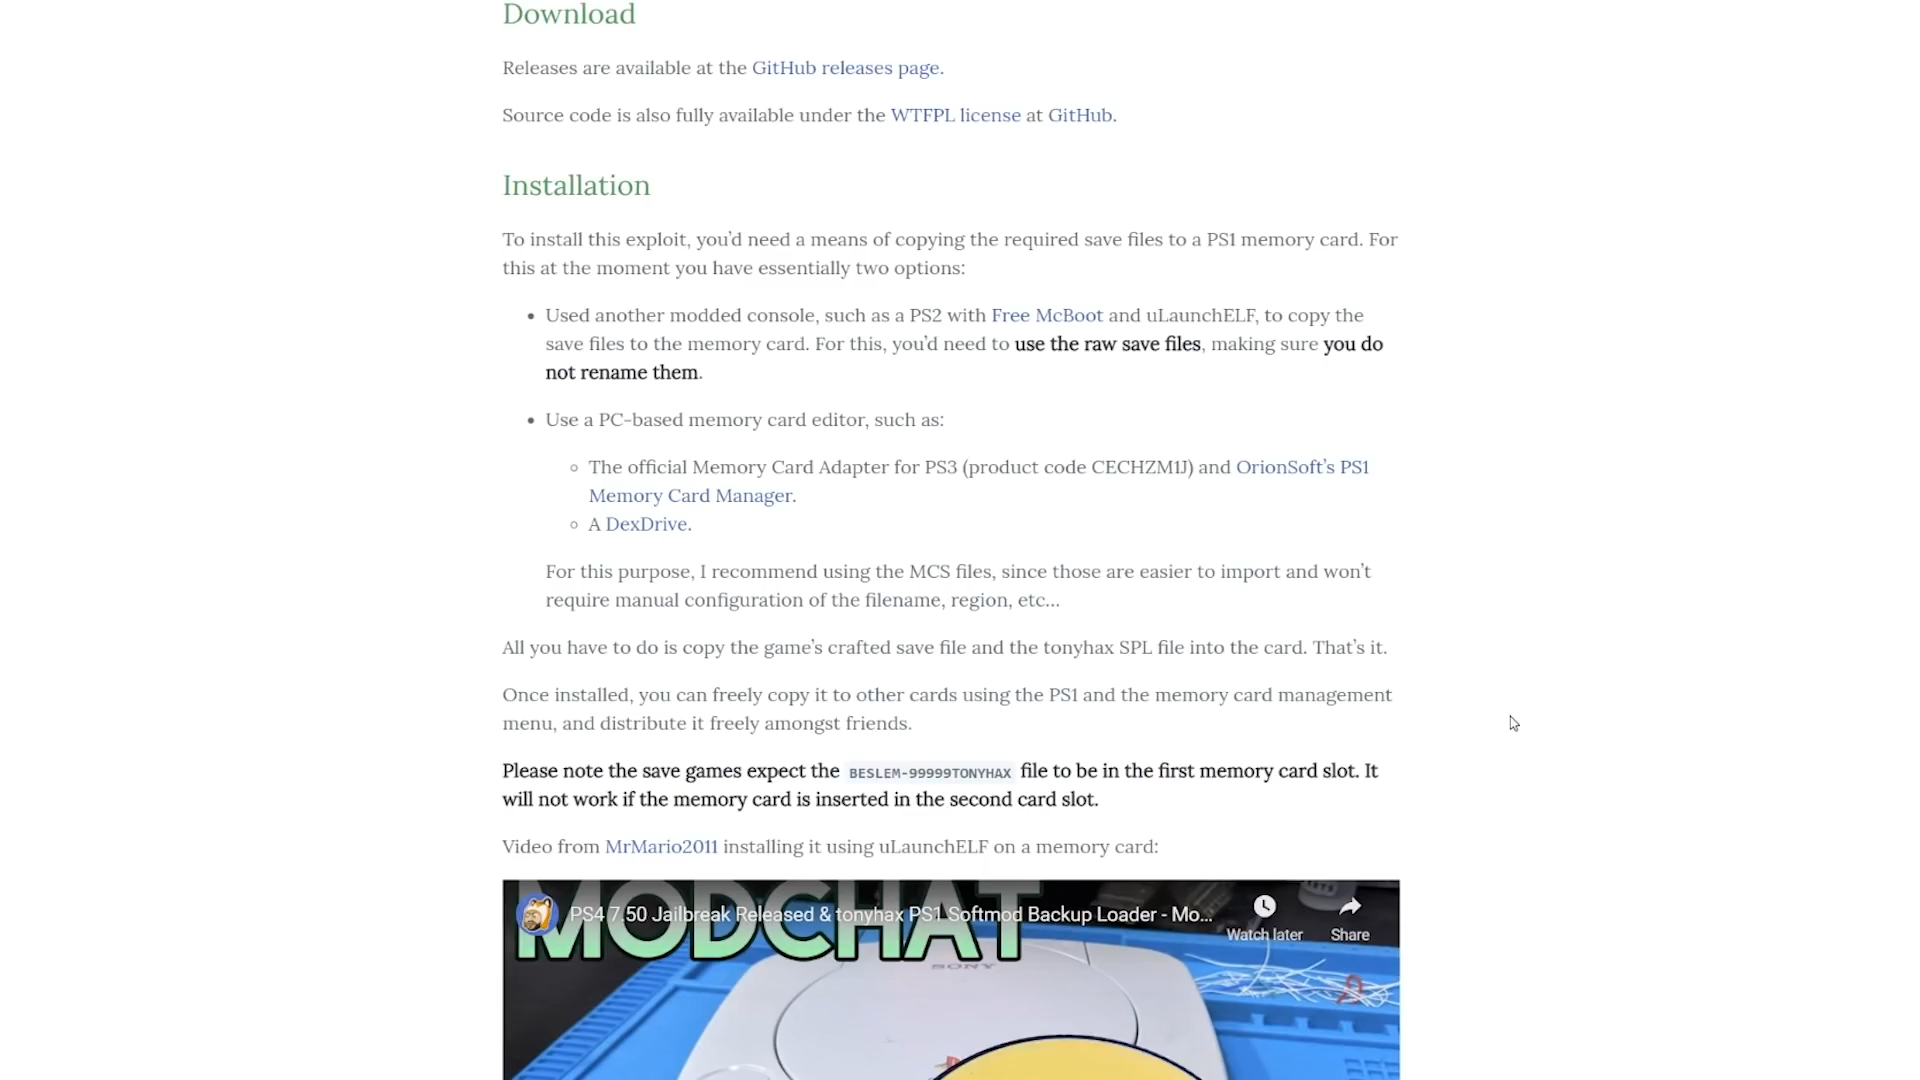 Download
Releases are available at the GitHub releases page.
Source code is also fully available under the WTFPL license at GitHub.
Installation
To install this exploit, you'd need a means of copying the required save files to a PS1 memory card. For
this at the moment you have essentially two options:
• Used another modded console, such as a PS2 with Free McBoot and uLaunchELF, to copy the
save files to the memory card. For this, you'd need to use the raw save files, making sure you do
not rename them.
• Use a PC-based memory card editor, such as:
◦ The official Memory Card Adapter for PS3 (product code CECHZM1J) and OrionSoft's PS1
Memory Card Manager.
◦ A DexDrive.
For this purpose, I recommend using the MCS files, since those are easier to import and won't
require manual configuration of the filename, region, etc...
All you have to do is copy the game's crafted save file and the tonyhax SPL file into the card. That's it.
Once installed, you can freely copy it to other cards using the PS1 and the memory card management
menu, and distribute it freely amongst friends.
Please note the save games expect the BESLEM-99999TONYHAX file to be in the first memory card slot. It
will not work if the memory card is inserted in the second card slot.
Video from MrMario2011 installing it using uLaunchELF on a memory card:
MODCHAT
PS4 7.50 Jailbreak Released & tonyhax PS1 Softmod Backup Loader - Mo...
Watch later
Share
SONY